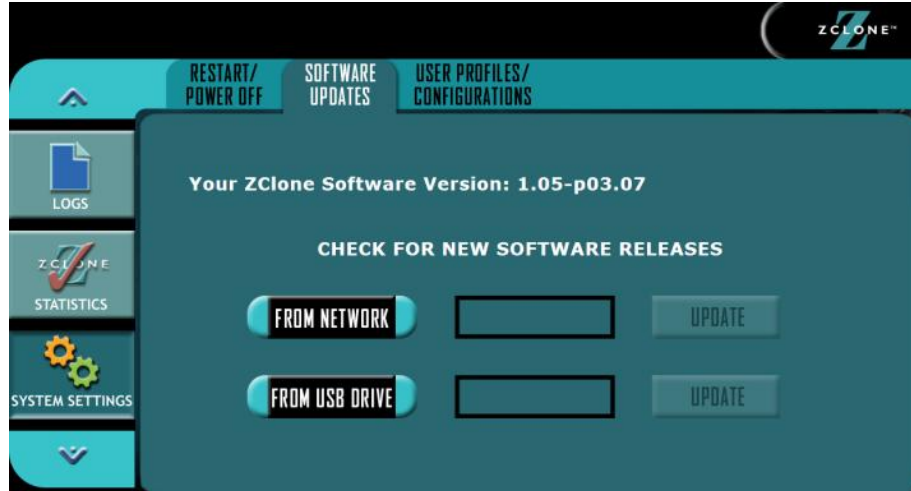 ZCLONE™
RESTART/
POWER OFF
SOFTWARE
UPDATES
USER PROFILES/
CONFIGURATIONS
LOGS
ZCLONE
STATISTICS
SYSTEM SETTINGS
Your ZClone Software Version: 1.05-p03.07
CHECK FOR NEW SOFTWARE RELEASES
FROM NETWORK
UPDATE
FROM USB DRIVE
UPDATE